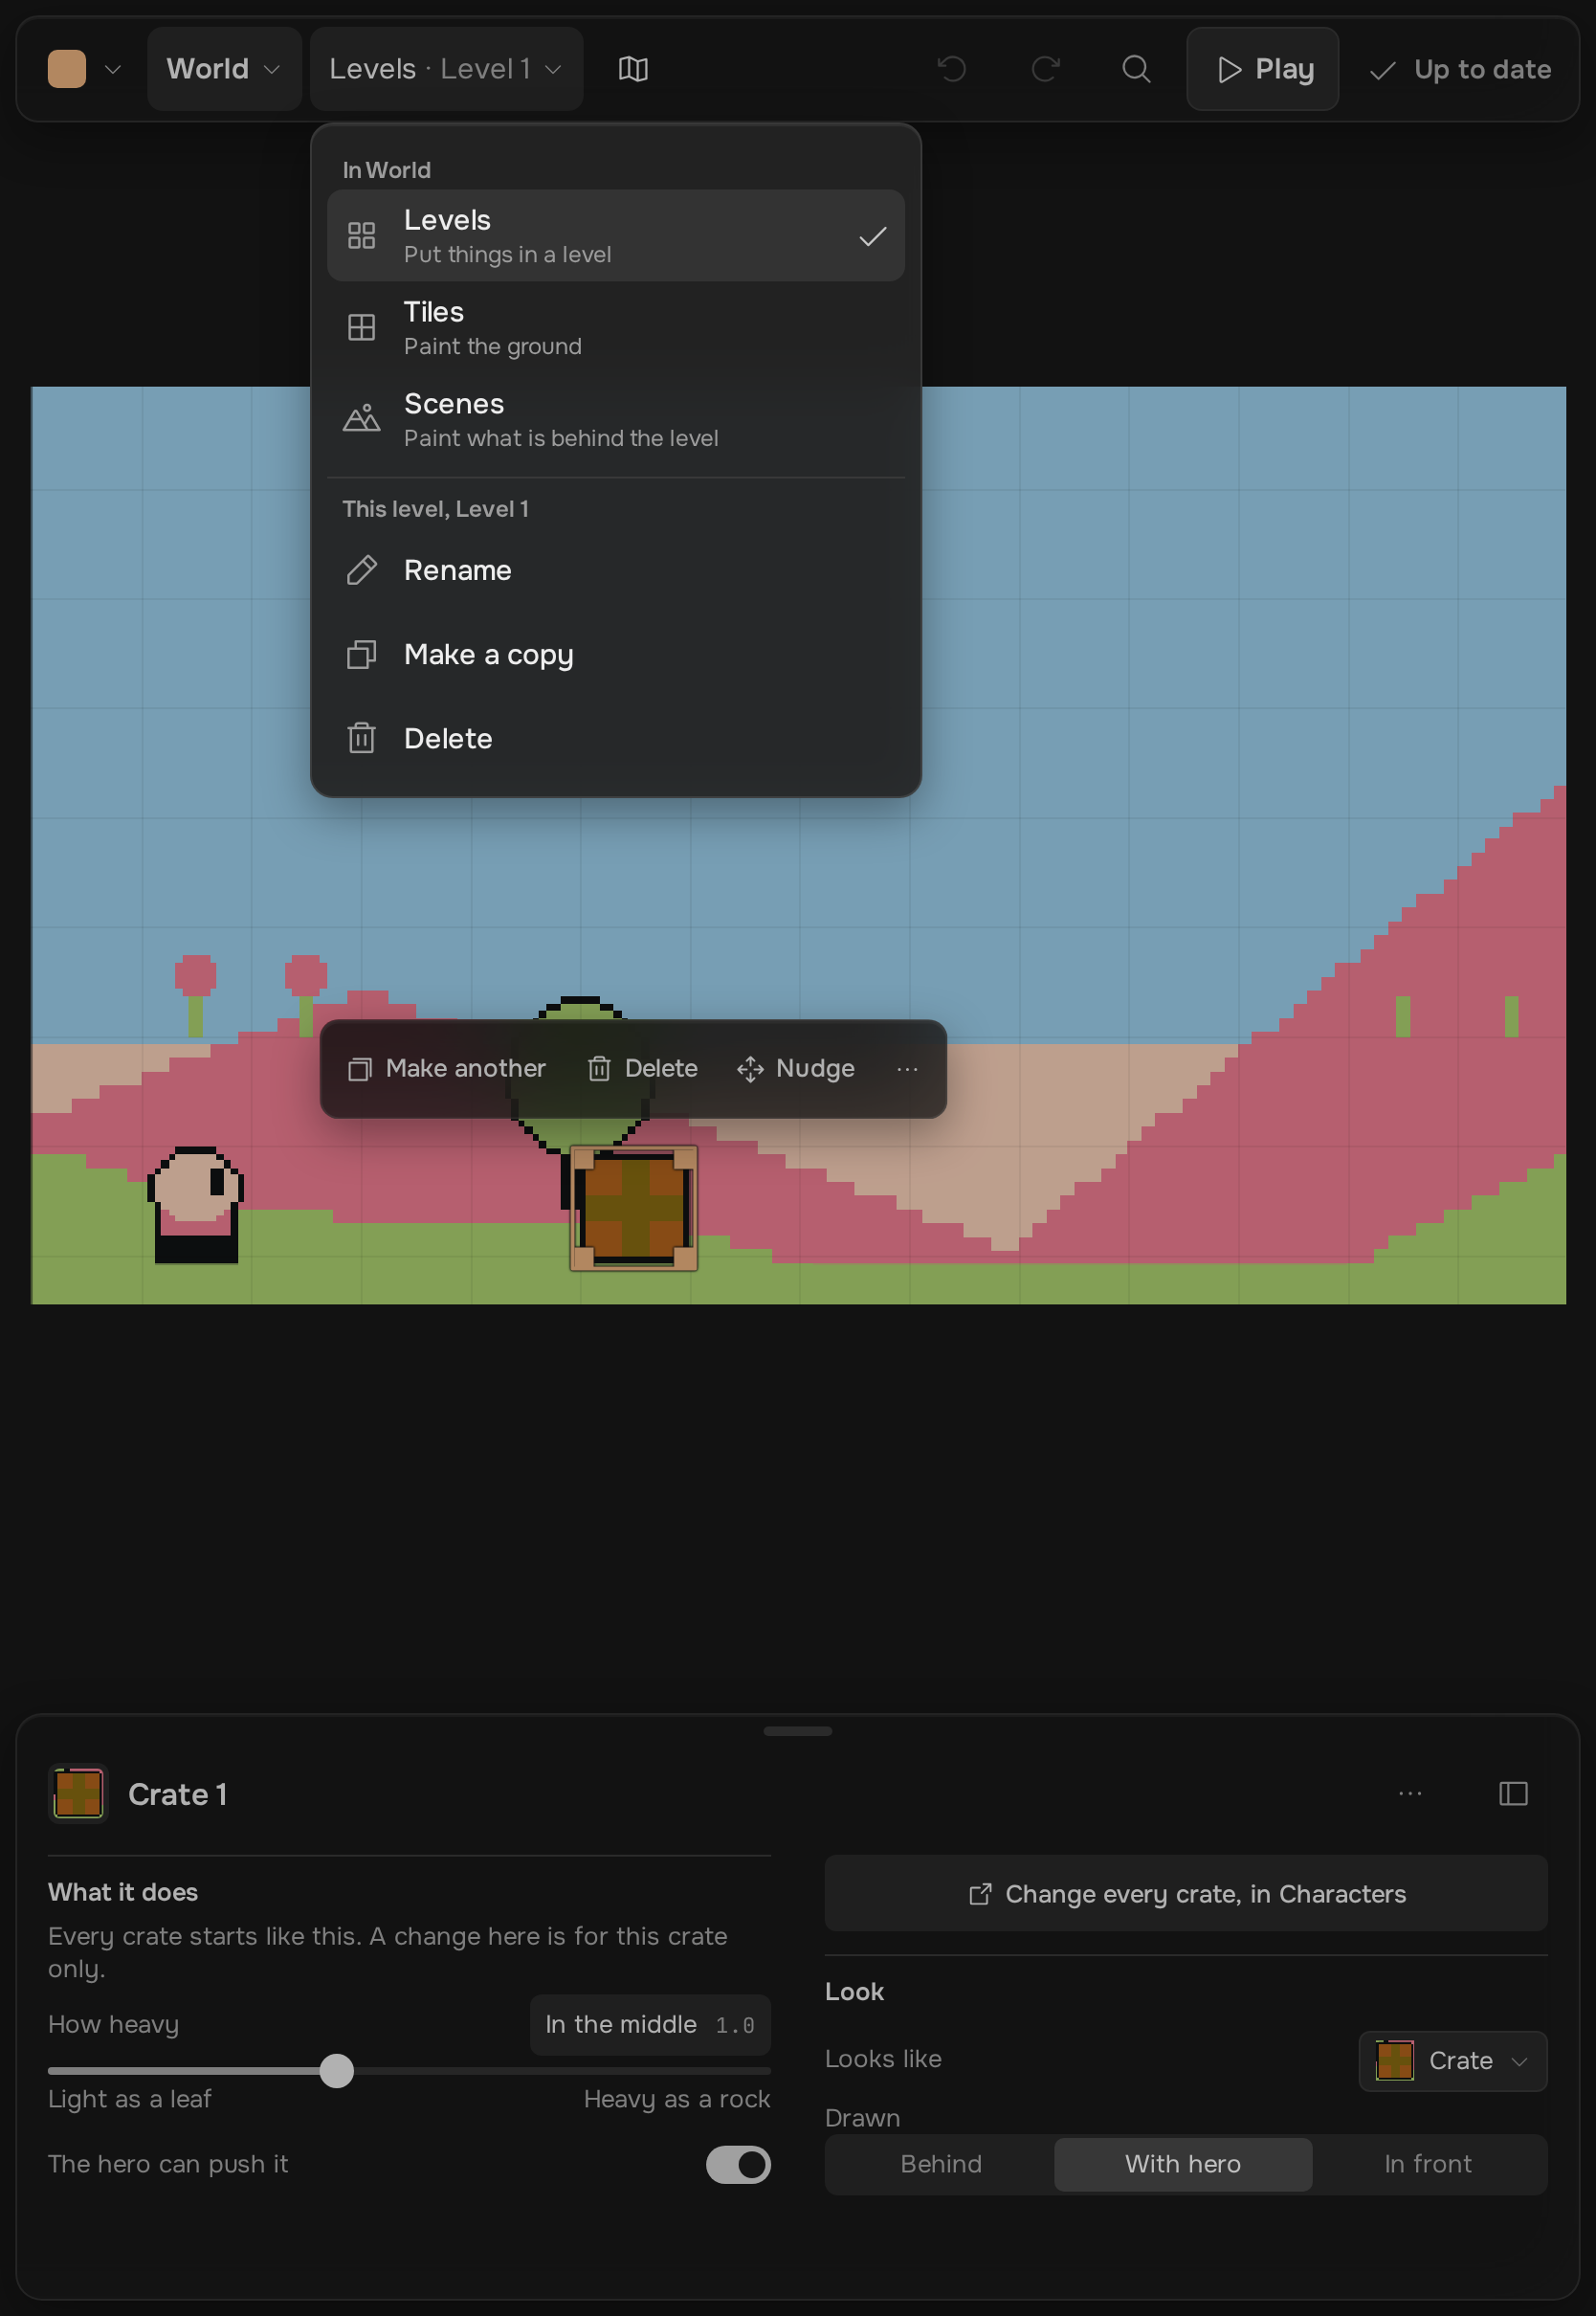 World
Levels · Level 1
Play
Up to date
In World
Levels
Put things in a level
Tiles
Paint the ground
Scenes
Paint what is behind the level
This level, Level 1
Rename
Make a copy
Delete
Make another
Delete
Nudge
Crate 1
What it does
Every crate starts like this. A change here is for this crate
only.
How heavy
In the middle 1.0
Light as a leaf
Heavy as a rock
The hero can push it
Change every crate, in Characters
Look
Looks like
Crate
Drawn
Behind
With hero
In front